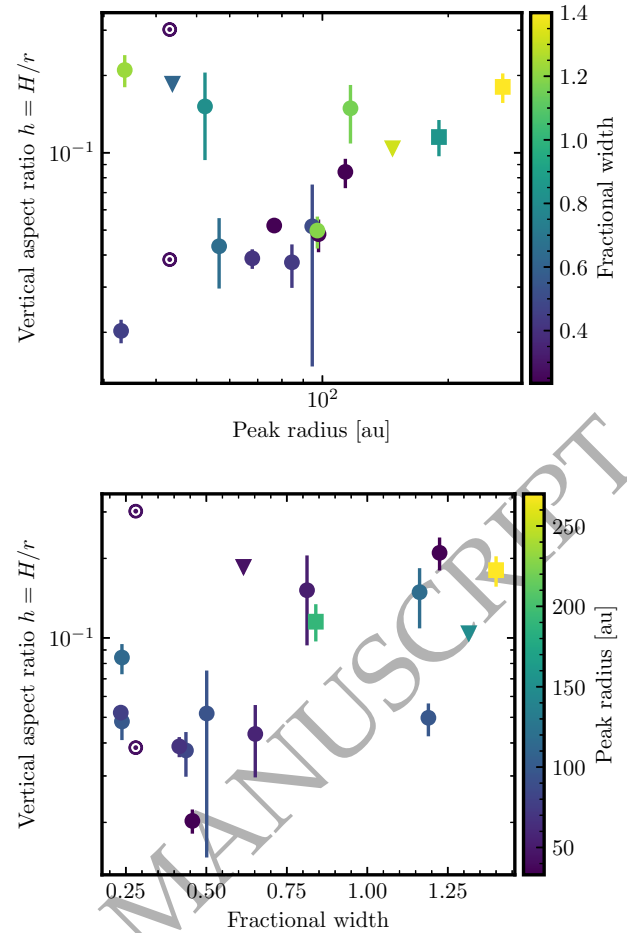 Vertical aspect ratio h = H/r
10⁻¹
10²
Peak radius [au]
1.4
1.2
1.0
0.8
0.6
0.4
Fractional width
Vertical aspect ratio h = H/r
10⁻¹
0.25 0.50 0.75 1.00 1.25
Fractional width
250
200
150
100
50
Peak radius [au]
MANUSCRIPT